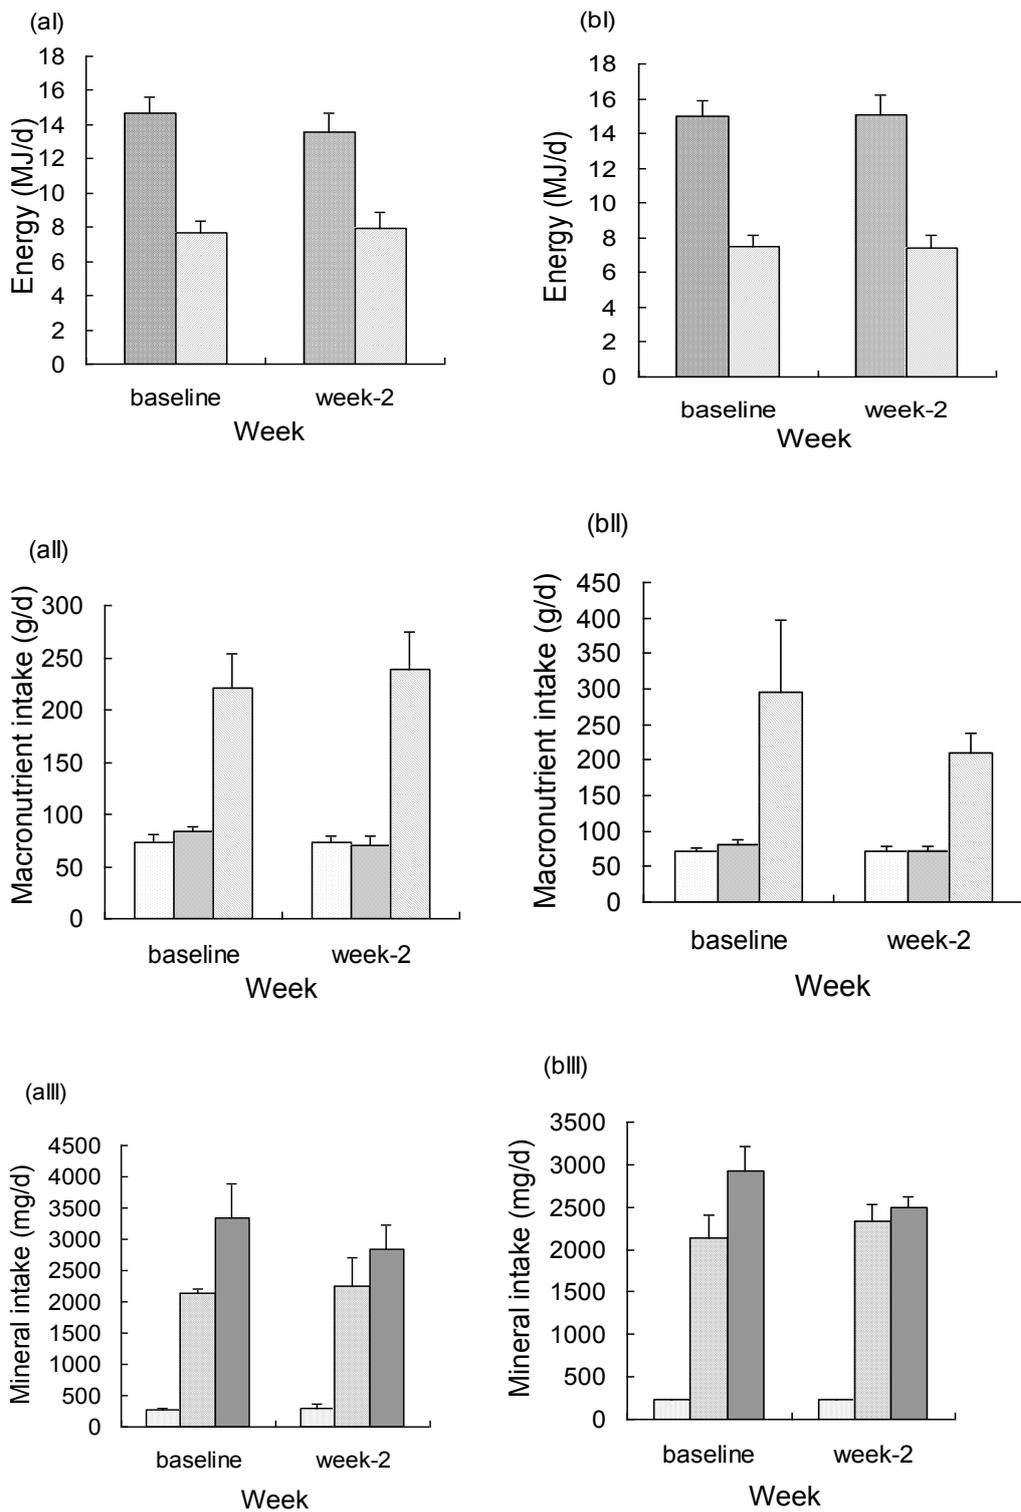 (aI)
Energy (MJ/d)
18
16
14
12
10
8
6
4
2
0
baseline week-2
Week
(bI)
Energy (MJ/d)
18
16
14
12
10
8
6
4
2
0
baseline week-2
Week
(aII)
Macronutrient intake (g/d)
300
250
200
150
100
50
0
baseline week-2
Week
(bII)
Macronutrient intake (g/d)
450
400
350
300
250
200
150
100
50
0
baseline week-2
Week
(aIII)
Mineral intake (mg/d)
4500
4000
3500
3000
2500
2000
1500
1000
500
0
baseline week-2
Week
(bIII)
Mineral intake (mg/d)
3500
3000
2500
2000
1500
1000
500
0
baseline week-2
Week